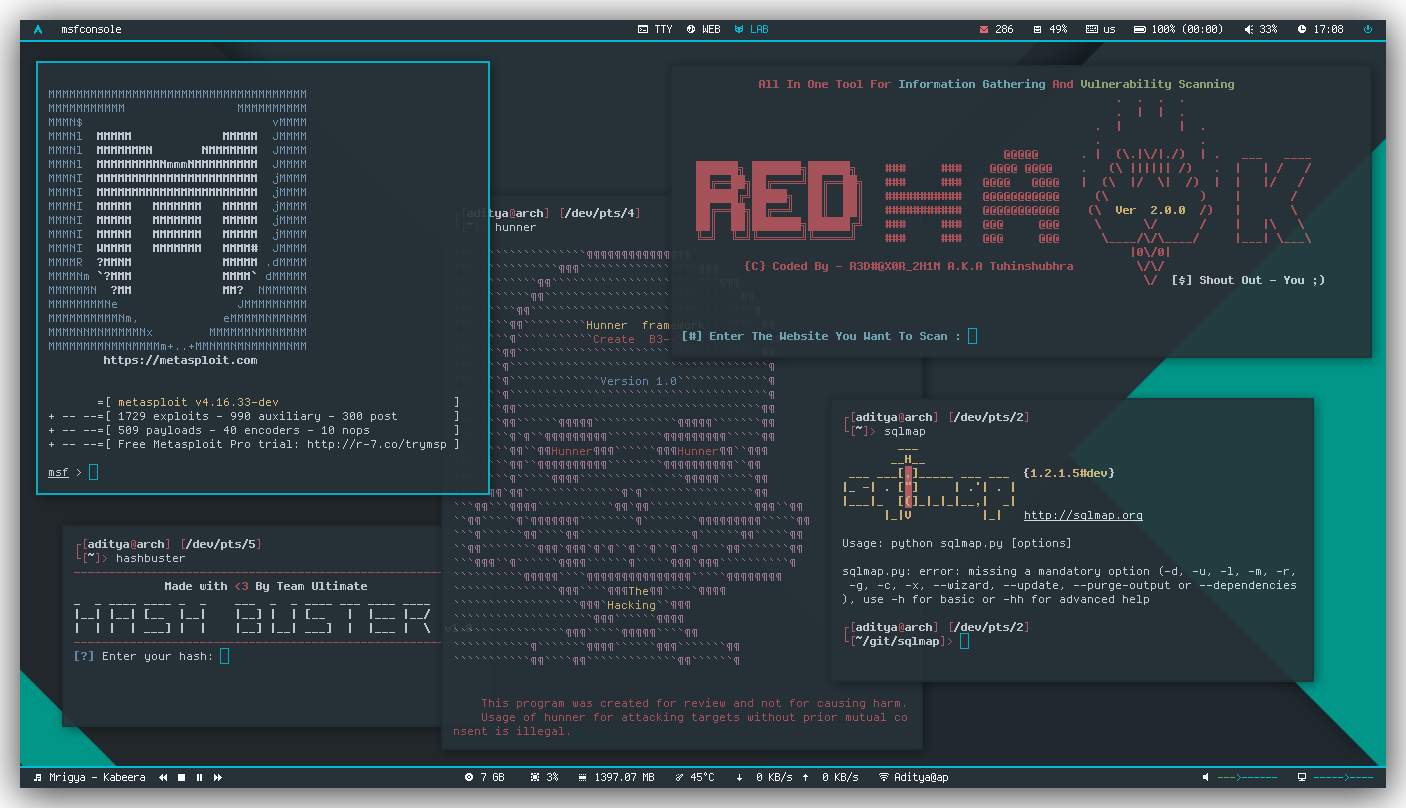 msfconsole
TTY WEB LAB
286 49% us 100% (00:00) 33% 17:08
https://metasploit.com
=[ metasploit v4.16.33-dev ]
+ -- --=[ 1729 exploits - 990 auxiliary - 300 post ]
+ -- --=[ 509 payloads - 40 encoders - 10 nops ]
+ -- --=[ Free Metasploit Pro trial: http://r-7.co/trymsp ]
msf >
All In One Tool For Information Gathering And Vulnerability Scanning
RED HAWK
Ver 2.0.0
{C} Coded By - R3D#@X0R_2H1N A.K.A Tuhinshubhra
[$] Shout Out - You ;)
[#] Enter The Website You Want To Scan :
[aditya@arch] [/dev/pts/4]
[~]> hunner
Hunner framework
Create B3-
Version 1.0
Hunner Hunner
The
Hacking
This program was created for review and not for causing harm.
Usage of hunner for attacking targets without prior mutual co
nsent is illegal.
[aditya@arch] [/dev/pts/2]
[~]> sqlmap
{1.2.1.5#dev}
http://sqlmap.org
Usage: python sqlmap.py [options]
sqlmap.py: error: missing a mandatory option (-d, -u, -l, -m, -r,
-g, -c, -x, --wizard, --update, --purge-output or --dependencies
), use -h for basic or -hh for advanced help
[aditya@arch] [/dev/pts/2]
[~/git/sqlmap]>
[aditya@arch] [/dev/pts/5]
[~]> hashbuster
Made with <3 By Team Ultimate
HASH BUSTER
v1.0
[?] Enter your hash:
Mrigya - Kabeera
7 GB 3% 1397.07 MB 45°C ↓ 0 KB/s ↑ 0 KB/s Aditya@ap
--->------ ----->----